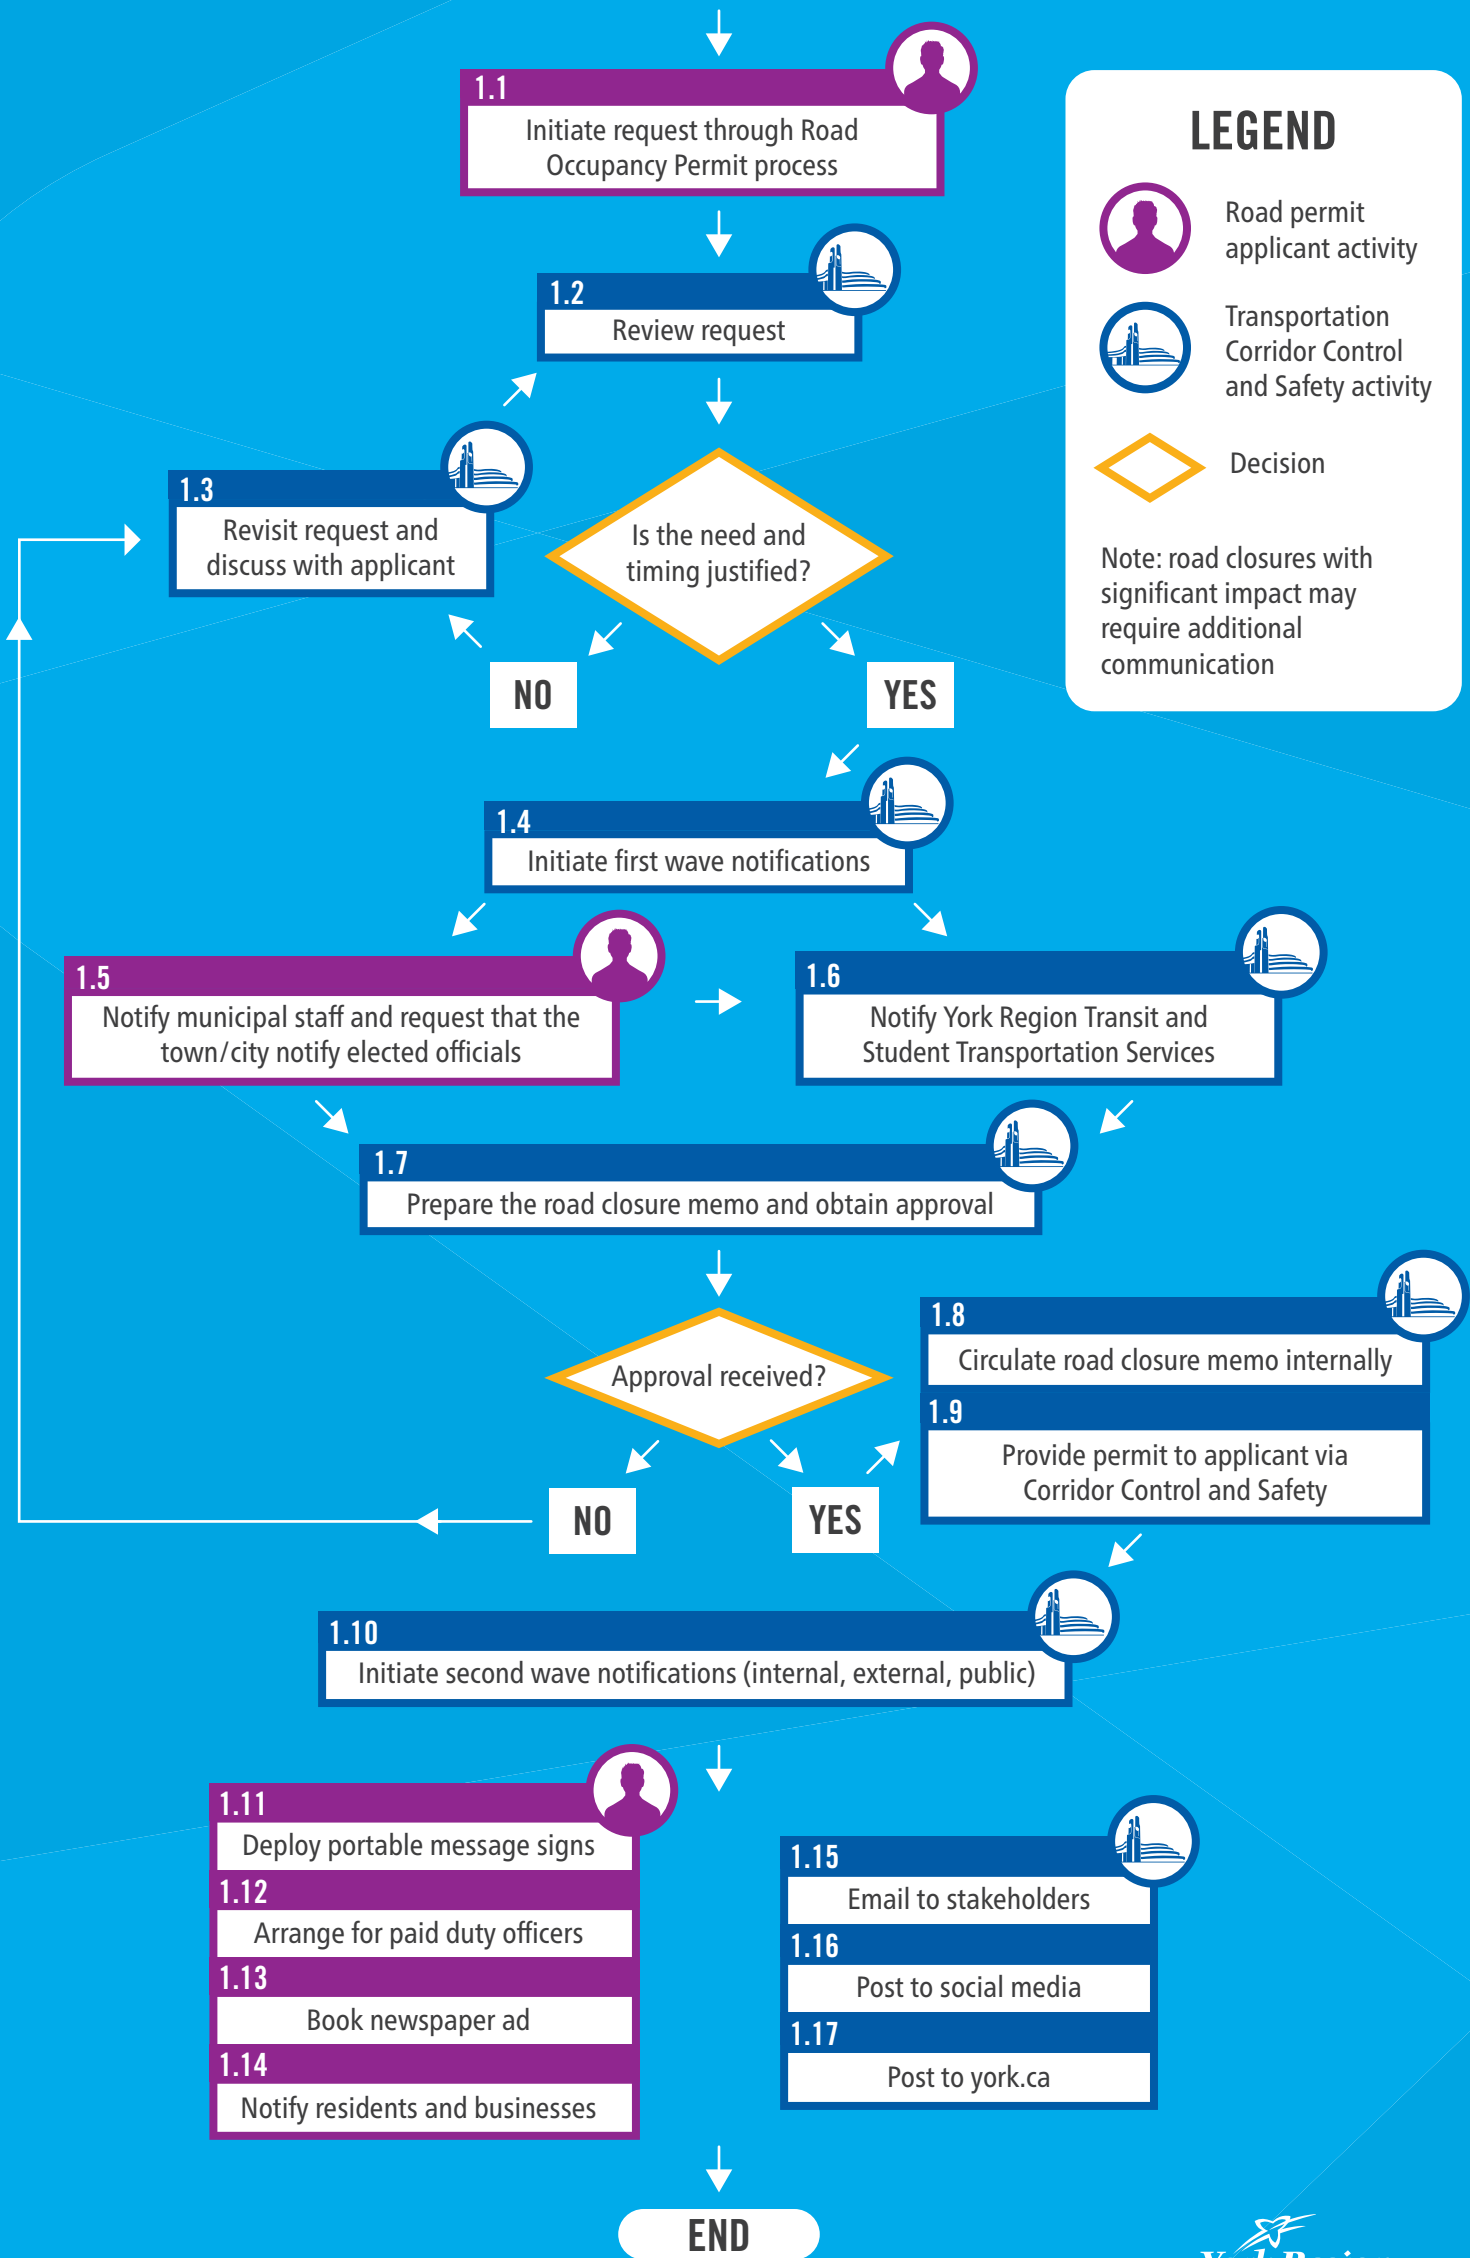 1.1
Initiate request through Road
Occupancy Permit process
LEGEND
Road permit
applicant activity
Transportation
Corridor Control
and Safety activity
Decision
Note: road closures with
significant impact may
require additional
communication
1.2
Review request
1.3
Revisit request and
discuss with applicant
Is the need and
timing justified?
NO
YES
1.4
Initiate first wave notifications
1.5
Notify municipal staff and request that the
town/city notify elected officials
1.6
Notify York Region Transit and
Student Transportation Services
1.7
Prepare the road closure memo and obtain approval
Approval received?
NO
YES
1.8
Circulate road closure memo internally
1.9
Provide permit to applicant via
Corridor Control and Safety
1.10
Initiate second wave notifications (internal, external, public)
1.11
Deploy portable message signs
1.12
Arrange for paid duty officers
1.13
Book newspaper ad
1.14
Notify residents and businesses
1.15
Email to stakeholders
1.16
Post to social media
1.17
Post to york.ca
END